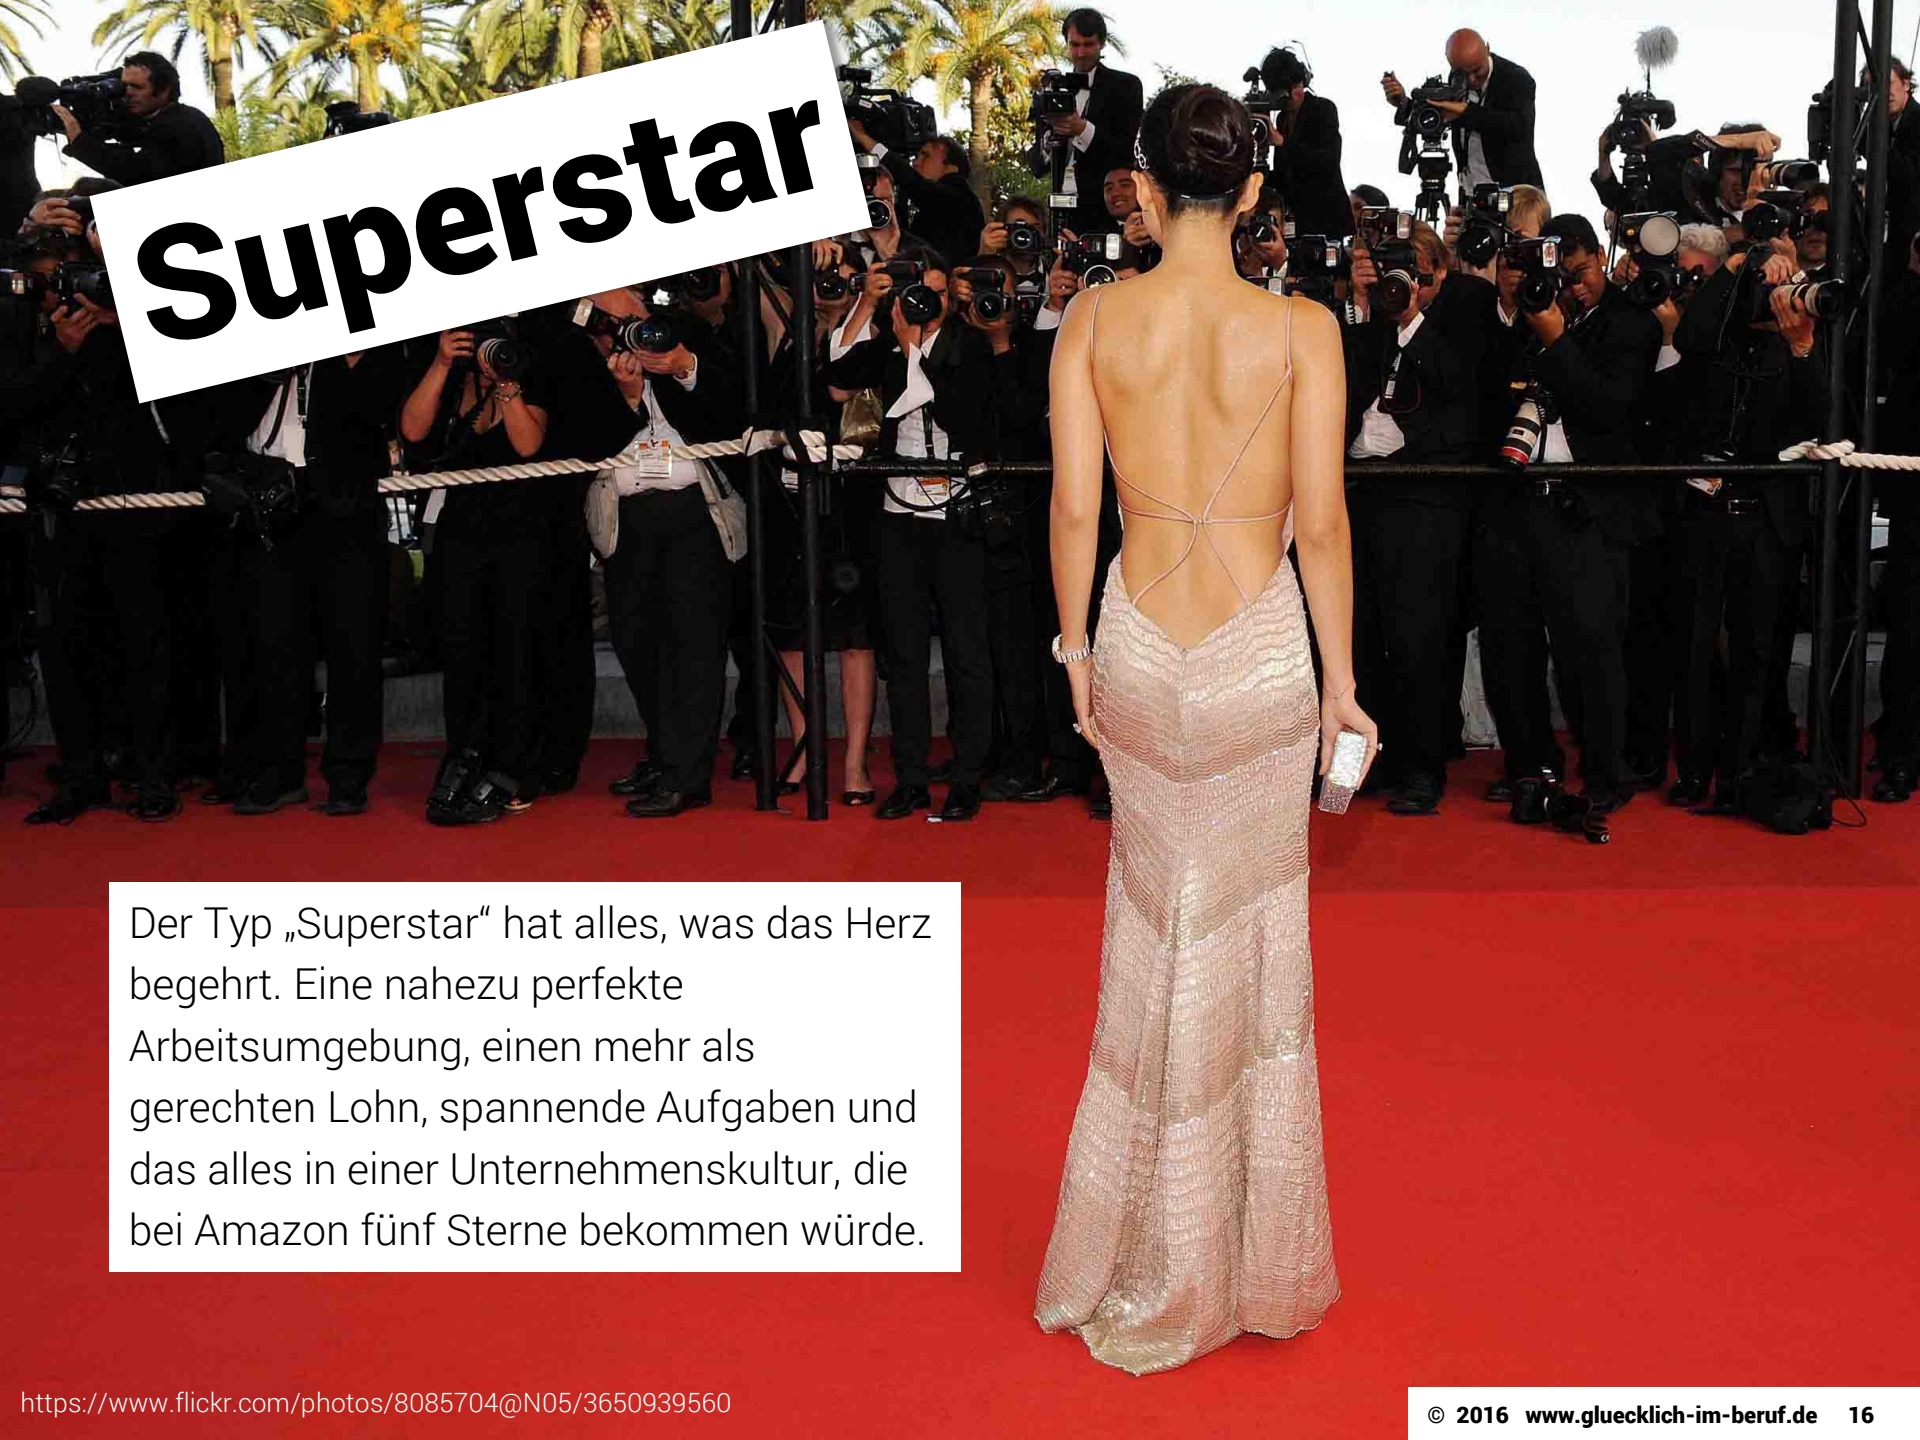 Superstar
Der Typ „Superstar“ hat alles, was das Herz
begehrt. Eine nahezu perfekte
Arbeitsumgebung, einen mehr als
gerechten Lohn, spannende Aufgaben und
das alles in einer Unternehmenskultur, die
bei Amazon fünf Sterne bekommen würde.
https://www.flickr.com/photos/8085704@N05/3650939560
© 2016 www.gluecklich-im-beruf.de 16